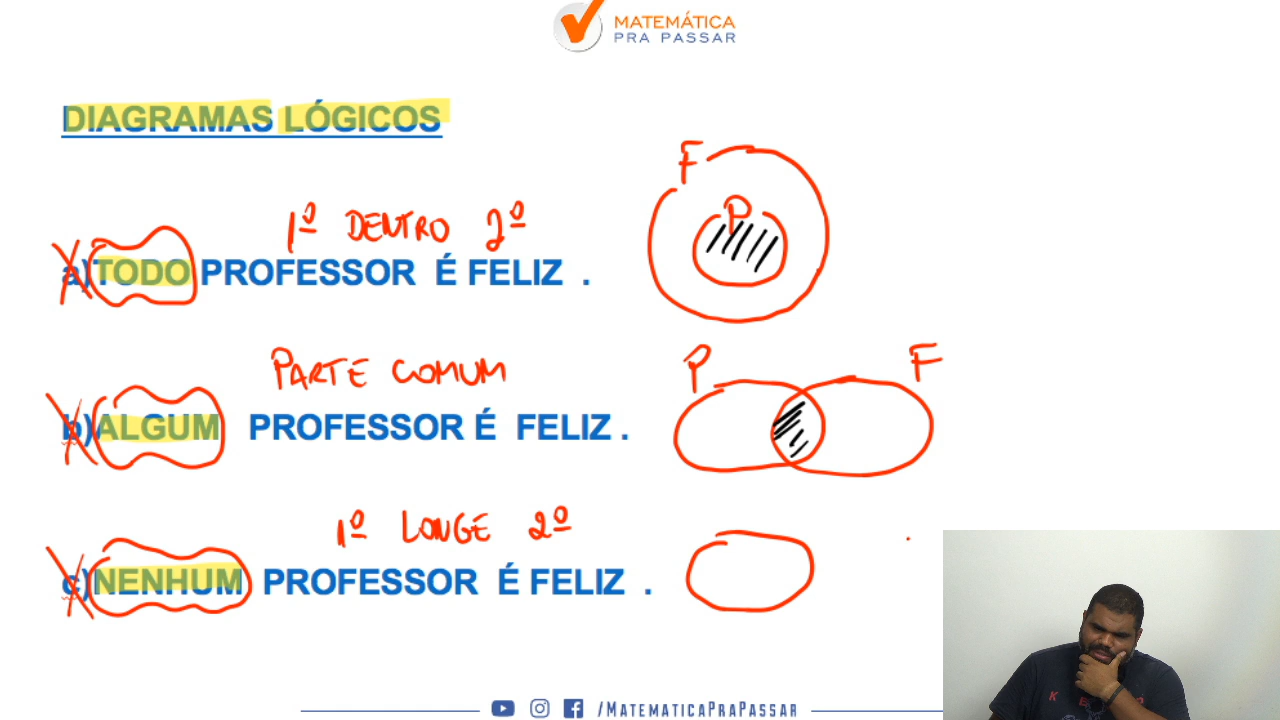 MATEMÁTICA
PRA PASSAR
DIAGRAMAS LÓGICOS
F
P
1º DENTRO 2º
a)TODO PROFESSOR É FELIZ .
PARTE COMUM
P F
b)ALGUM PROFESSOR É FELIZ .
1º LONGE 2º
c)NENHUM PROFESSOR É FELIZ .
/MATEMATICAPRAPASSAR